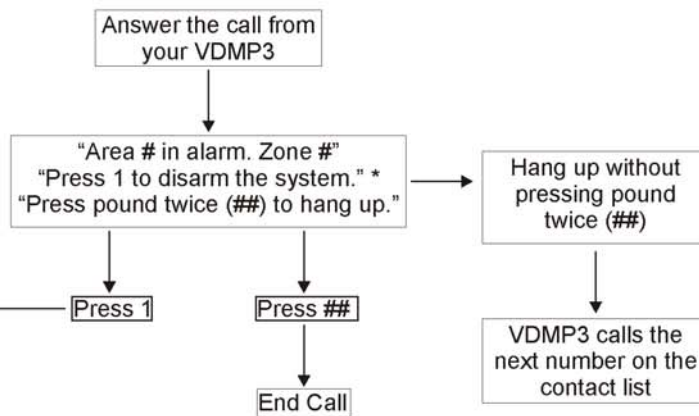 Answer the call from
your VDMP3
“Area # in alarm. Zone #”
“Press 1 to disarm the system.” *
“Press pound twice (##) to hang up.”
Hang up without
pressing pound
twice (##)
Press 1
Press ##
VDMP3 calls the
next number on the
contact list
End Call